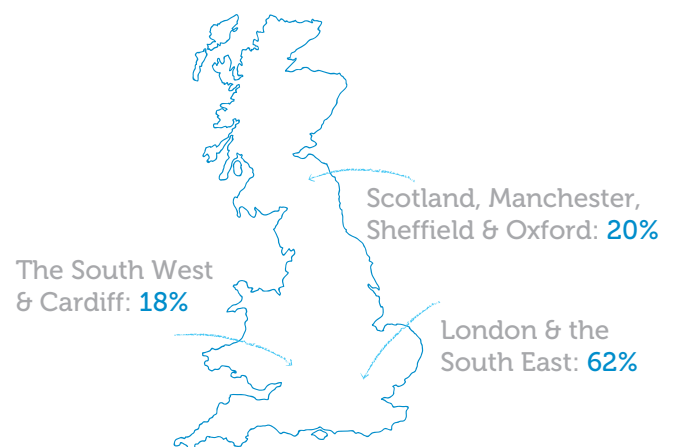 Scotland, Manchester,
Sheffield & Oxford: 20%
The South West
& Cardiff: 18%
London & the
South East: 62%